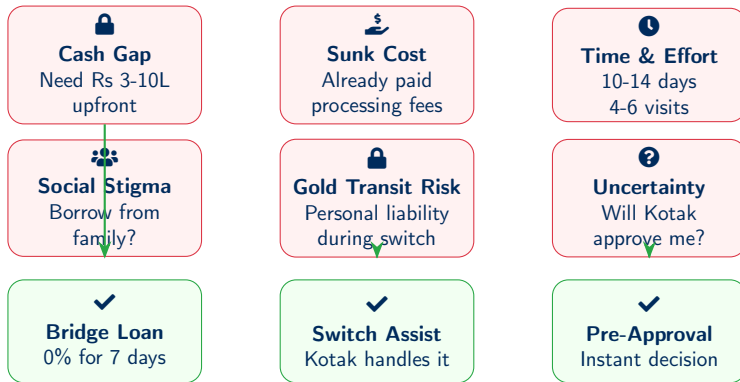 Cash Gap
Need Rs 3-10L
upfront
Sunk Cost
Already paid
processing fees
Time & Effort
10-14 days
4-6 visits
Social Stigma
Borrow from
family?
Gold Transit Risk
Personal liability
during switch
Uncertainty
Will Kotak
approve me?
Bridge Loan
0% for 7 days
Switch Assist
Kotak handles it
Pre-Approval
Instant decision